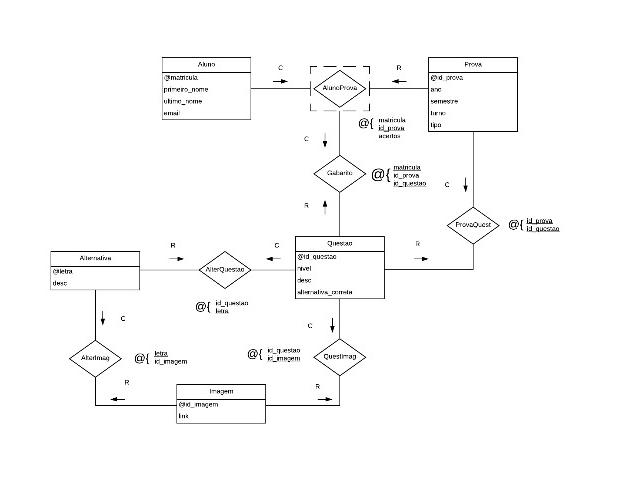 Aluno
@matricula
primeiro_nome
ultimo_nome
email
C
AlunoProva
R
Prova
@id_prova
ano
semestre
turno
tipo
@{ matricula
id_prova
acertos
C
Gabarito
@{ matricula
id_prova
id_questao
R
C
ProvaQuest
@{ id_prova
id_questao
Alternativa
@letra
desc
R
AlterQuestao
C
@{ id_questao
letra
Questao
@id_questao
nivel
desc
alternativa_correta
R
C
AlterImag
@{ letra
id_imagem
R
C
QuestImag
@{ id_questao
id_imagem
R
Imagem
@id_imagem
link